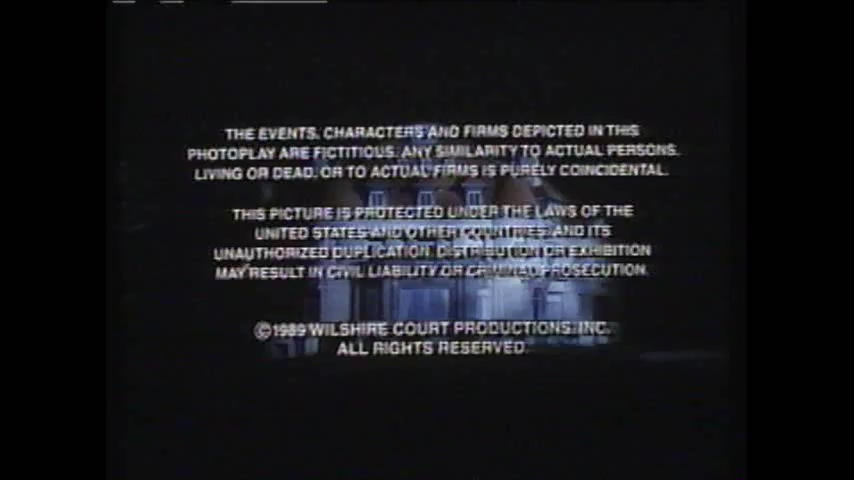 THE EVENTS, CHARACTERS AND FIRMS DEPICTED IN THIS
PHOTOPLAY ARE FICTITIOUS. ANY SIMILARITY TO ACTUAL PERSONS,
LIVING OR DEAD, OR TO ACTUAL FIRMS IS PURELY COINCIDENTAL.
THIS PICTURE IS PROTECTED UNDER THE LAWS OF THE
UNITED STATES AND OTHER COUNTRIES, AND ITS
UNAUTHORIZED DUPLICATION, DISTRIBUTION OR EXHIBITION
MAY RESULT IN CIVIL LIABILITY OR CRIMINAL PROSECUTION.
©1989 WILSHIRE COURT PRODUCTIONS, INC.
ALL RIGHTS RESERVED.